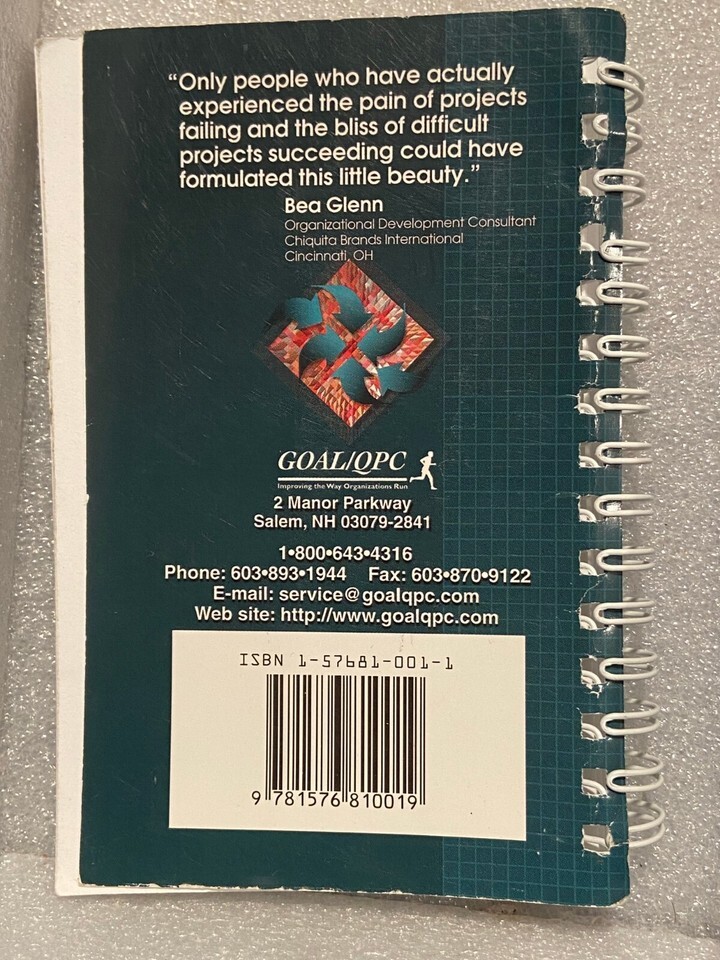 “Only people who have actually
experienced the pain of projects
failing and the bliss of difficult
projects succeeding could have
formulated this little beauty.”
Bea Glenn
Organizational Development Consultant
Chiquita Brands International
Cincinnati, OH
GOAL/QPC
Improving the Way Organizations Run
2 Manor Parkway
Salem, NH 03079-2841
1•800•643•4316
Phone: 603•893•1944 Fax: 603•870•9122
E-mail: service@goalqpc.com
Web site: http://www.goalqpc.com
ISBN 1-57681-001-1
9 781576 810019